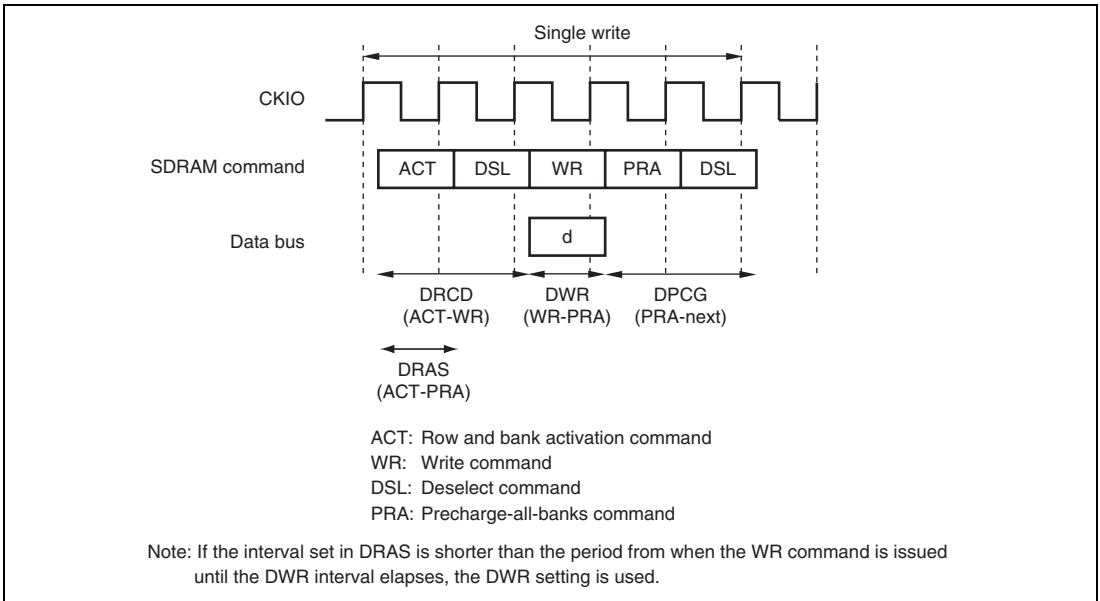 Single write
CKIO
SDRAM command
ACT DSL WR PRA DSL
Data bus
d
DRCD DWR DPCG
(ACT-WR) (WR-PRA) (PRA-next)
DRAS
(ACT-PRA)
ACT: Row and bank activation command
WR: Write command
DSL: Deselect command
PRA: Precharge-all-banks command
Note: If the interval set in DRAS is shorter than the period from when the WR command is issued
until the DWR interval elapses, the DWR setting is used.